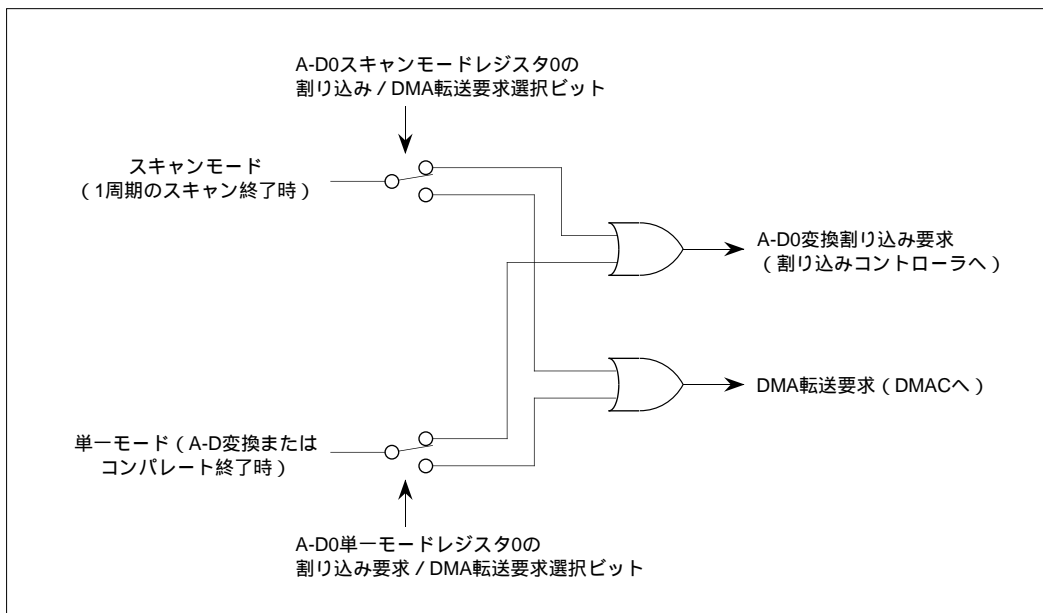 A-D0スキャンモードレジスタ0の
割り込み / DMA転送要求選択ビット
スキャンモード
（1周期のスキャン終了時）
A-D0変換割り込み要求
（割り込みコントローラへ）
DMA転送要求（DMACへ）
単一モード（A-D変換または
コンパレート終了時）
A-D0単一モードレジスタ0の
割り込み要求 / DMA転送要求選択ビット